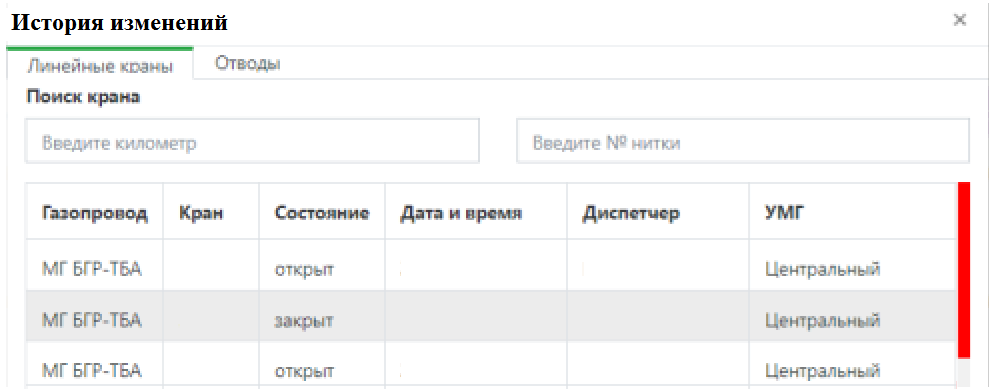 История изменений ×
Линейные краны Отводы
Поиск крана
Введите километр Введите № нитки
Газопровод Кран Состояние Дата и время Диспетчер УМГ
МГ БГР-ТБА открыт Центральный
МГ БГР-ТБА закрыт Центральный
МГ БГР-ТБА открыт Центральный